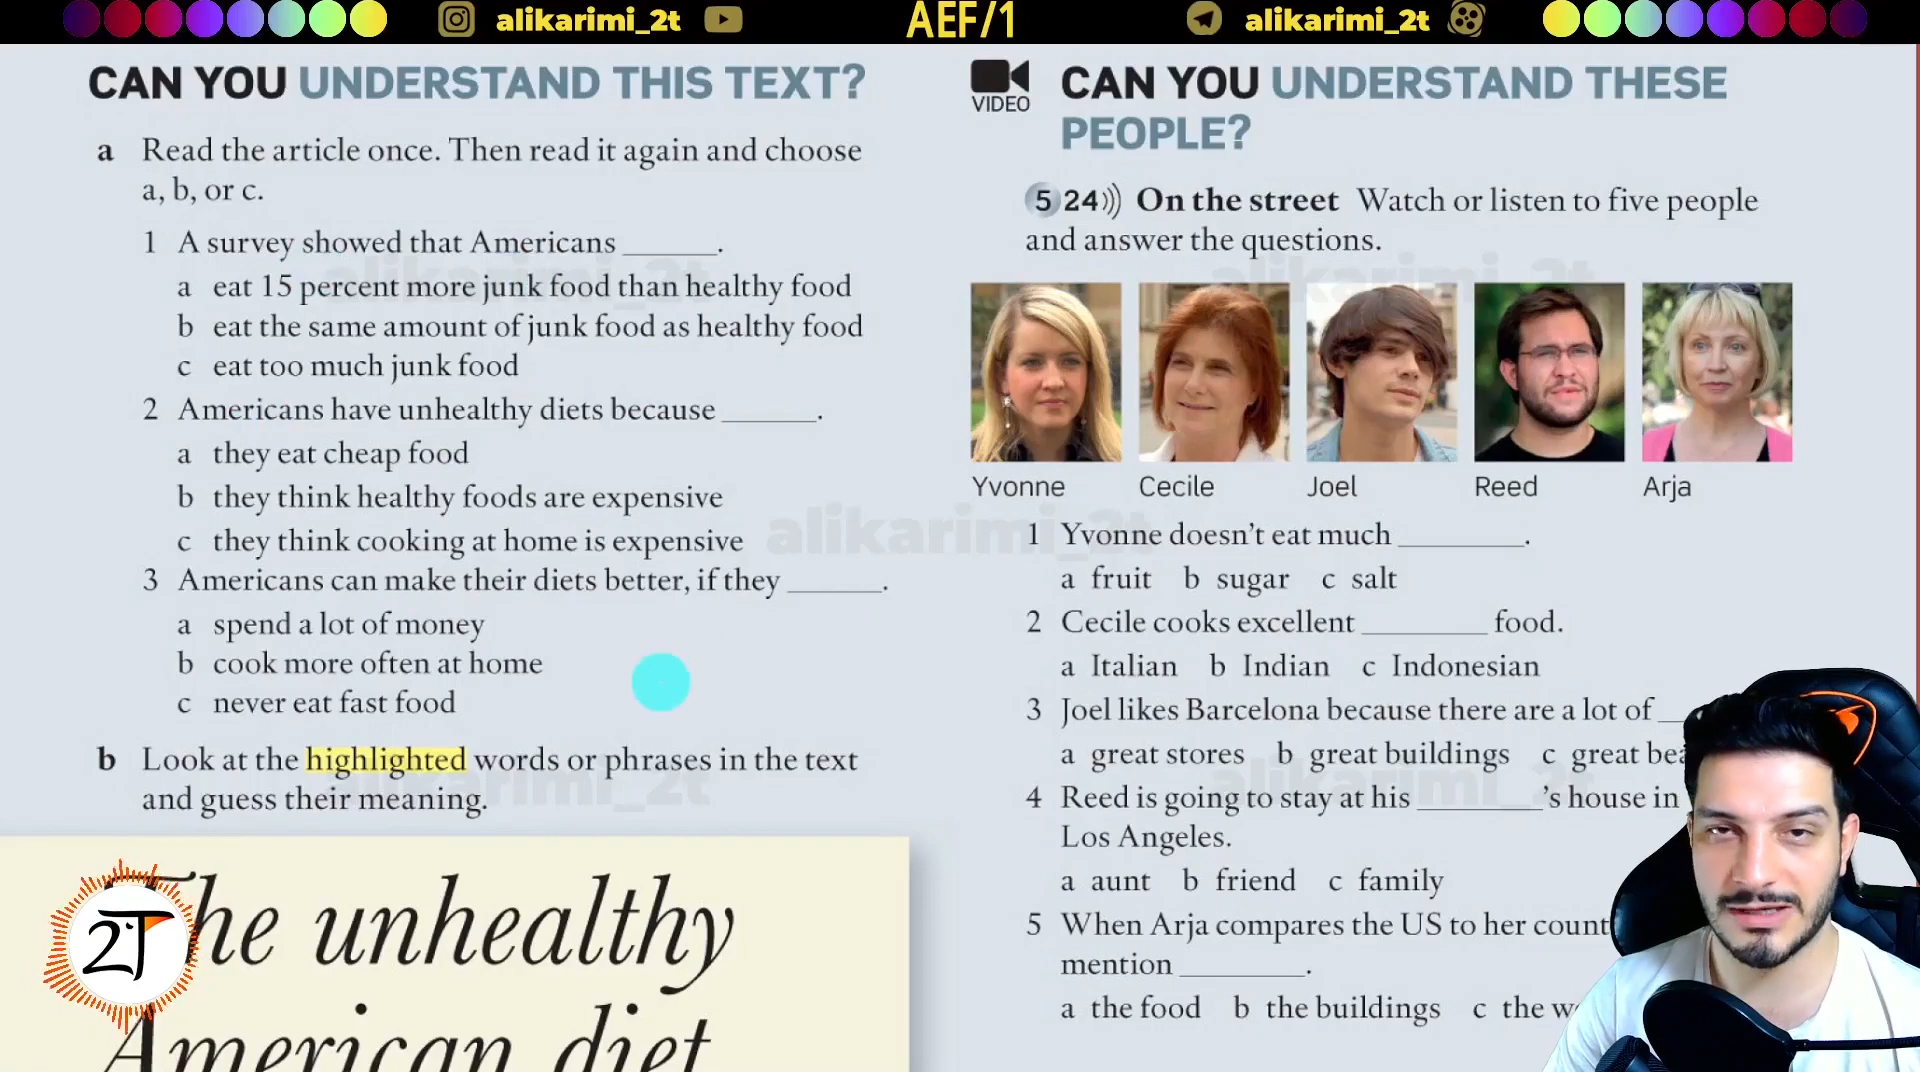 alikarimi_2t
AEF/1
alikarimi_2t
CAN YOU UNDERSTAND THIS TEXT?
a Read the article once. Then read it again and choose
a, b, or c.
1 A survey showed that Americans ______.
a eat 15 percent more junk food than healthy food
b eat the same amount of junk food as healthy food
c eat too much junk food
2 Americans have unhealthy diets because ______.
a they eat cheap food
b they think healthy foods are expensive
c they think cooking at home is expensive
3 Americans can make their diets better, if they ______.
a spend a lot of money
b cook more often at home
c never eat fast food
b Look at the highlighted words or phrases in the text
and guess their meaning.
The unhealthy
American diet
2T
VIDEO
CAN YOU UNDERSTAND THESE
PEOPLE?
5 24 On the street Watch or listen to five people
and answer the questions.
Yvonne Cecile Joel Reed Arja
1 Yvonne doesn't eat much ________.
a fruit b sugar c salt
2 Cecile cooks excellent ________ food.
a Italian b Indian c Indonesian
3 Joel likes Barcelona because there are a lot of __
a great stores b great buildings c great
4 Reed is going to stay at his ________'s house in
Los Angeles.
a aunt b friend c family
5 When Arja compares the US to her
mention ________.
a the food b the buildings c the
alikarimi_2t
alikarimi_2t
alikarimi_2t
alikarimi_2t
alikarimi_2t